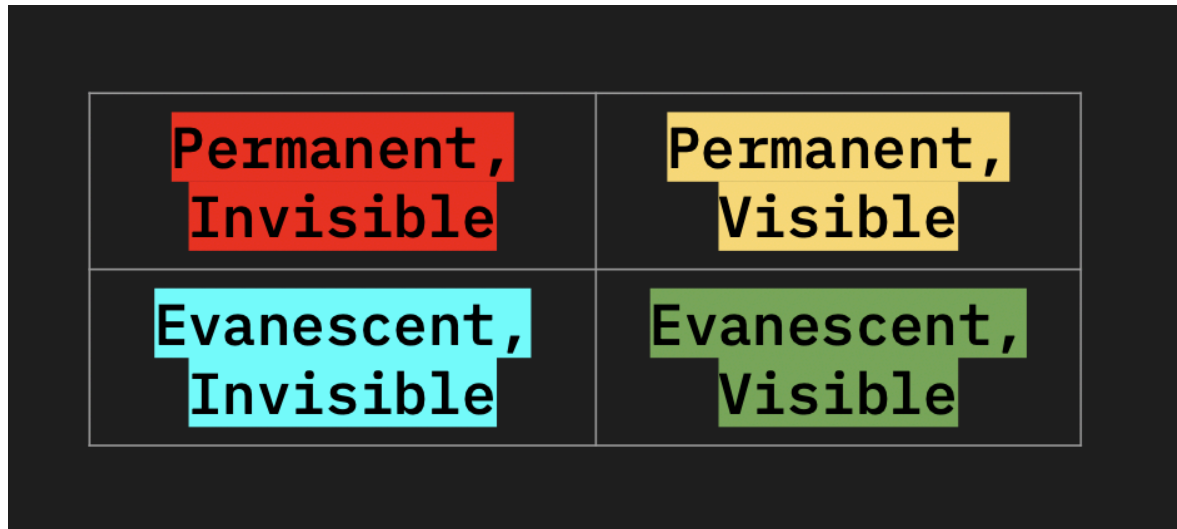 Permanent,
Invisible
Permanent,
Visible
Evanescent,
Invisible
Evanescent,
Visible